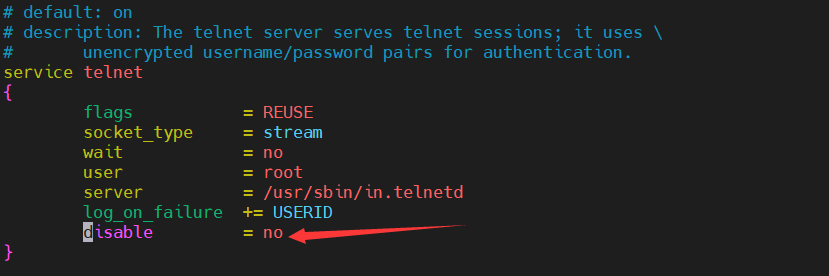 # default: on
# description: The telnet server serves telnet sessions; it uses \
#       unencrypted username/password pairs for authentication.
service telnet
{
        flags           = REUSE
        socket_type     = stream
        wait            = no
        user            = root
        server          = /usr/sbin/in.telnetd
        log_on_failure  += USERID
        disable         = no
}